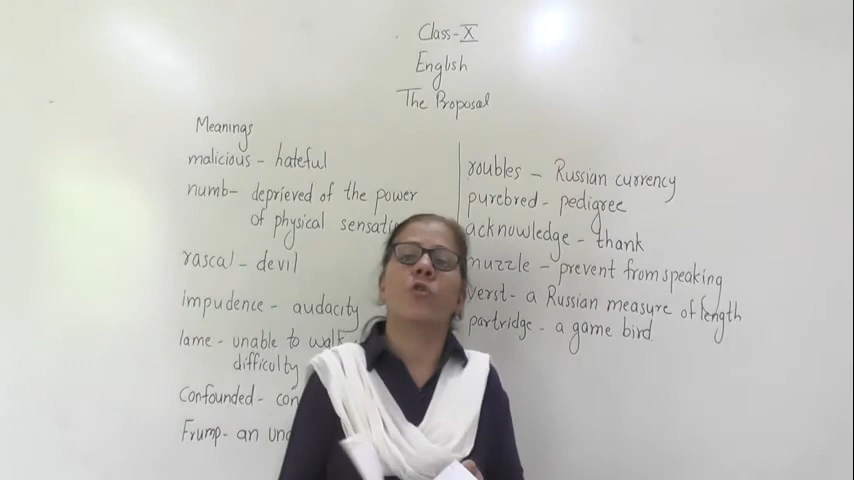 Class-X
English
The Proposal
Meanings
malicious - hateful
numb- deprieved of the power
of physical
rascal - devil
impudence - audacity
lame - unable to walk
difficulty
Confounded-
Frump- an
roubles - Russian currency
purebred - pedigree
acknowledge - thank
muzzle - prevent from speaking
verst - a Russian measure of length
partridge - a game bird